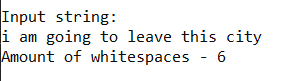 Input string:
i am going to leave this city
Amount of whitespaces - 6